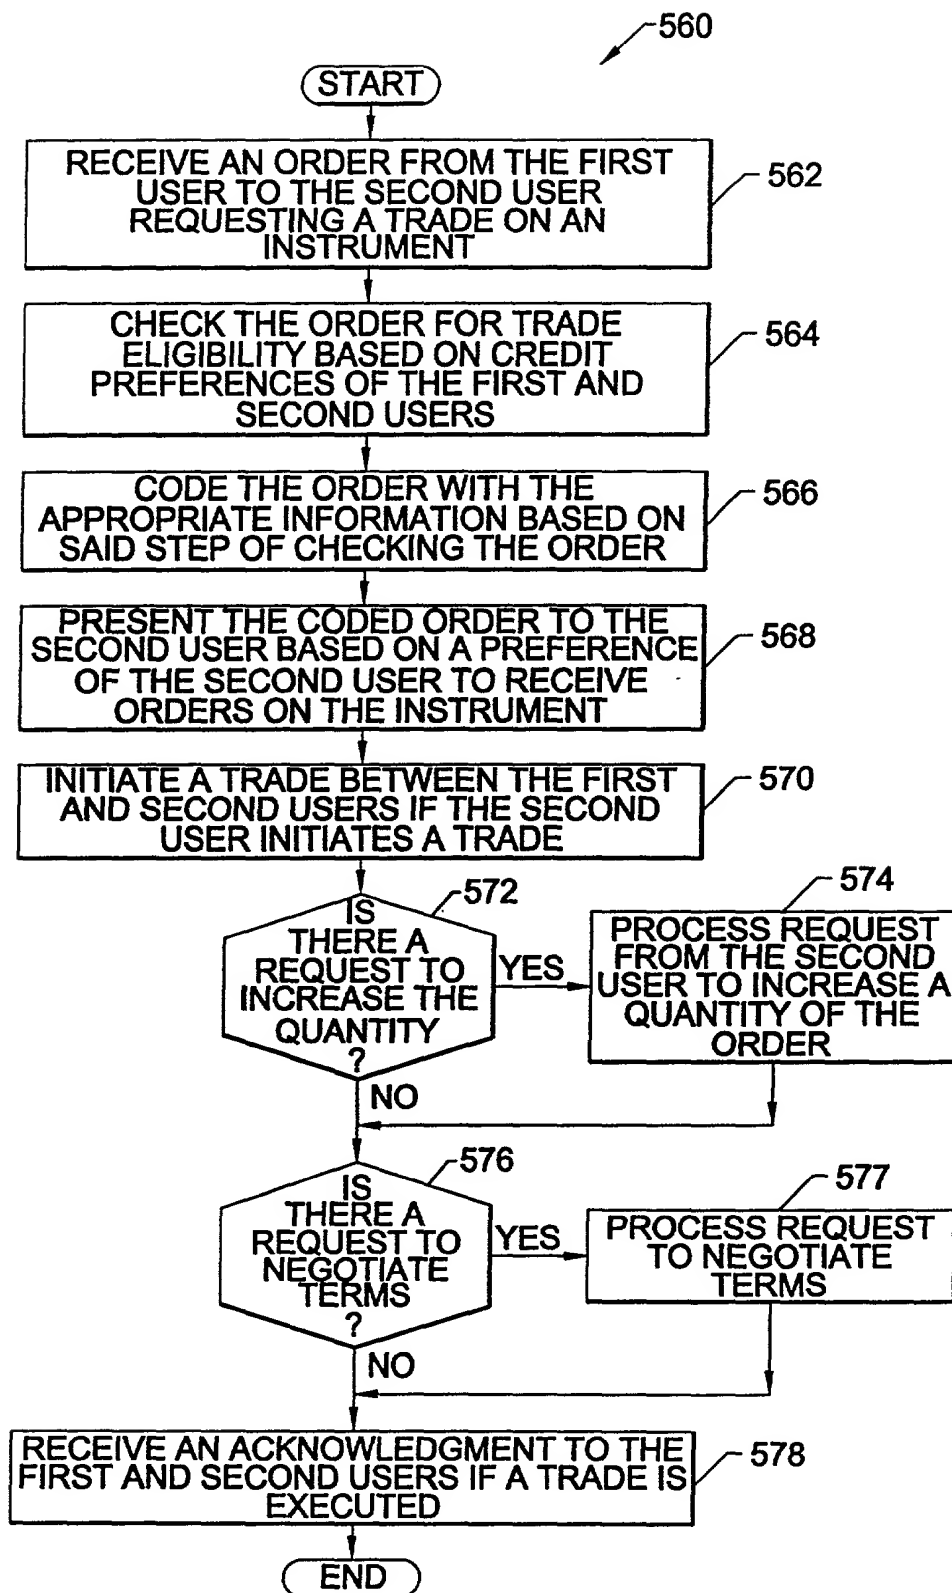 560
START
RECEIVE AN ORDER FROM THE FIRST
USER TO THE SECOND USER
REQUESTING A TRADE ON AN
INSTRUMENT
562
CHECK THE ORDER FOR TRADE
ELIGIBILITY BASED ON CREDIT
PREFERENCES OF THE FIRST AND
SECOND USERS
564
CODE THE ORDER WITH THE
APPROPRIATE INFORMATION BASED ON
SAID STEP OF CHECKING THE ORDER
566
PRESENT THE CODED ORDER TO THE
SECOND USER BASED ON A PREFERENCE
OF THE SECOND USER TO RECEIVE
ORDERS ON THE INSTRUMENT
568
INITIATE A TRADE BETWEEN THE FIRST
AND SECOND USERS IF THE SECOND
USER INITIATES A TRADE
570
572
IS
THERE A
REQUEST TO
INCREASE THE
QUANTITY
?
YES
574
PROCESS REQUEST
FROM THE SECOND
USER TO INCREASE A
QUANTITY OF THE
ORDER
NO
576
IS
THERE A
REQUEST TO
NEGOTIATE
TERMS
?
YES
577
PROCESS REQUEST
TO NEGOTIATE
TERMS
NO
RECEIVE AN ACKNOWLEDGMENT TO THE
FIRST AND SECOND USERS IF A TRADE IS
EXECUTED
578
END